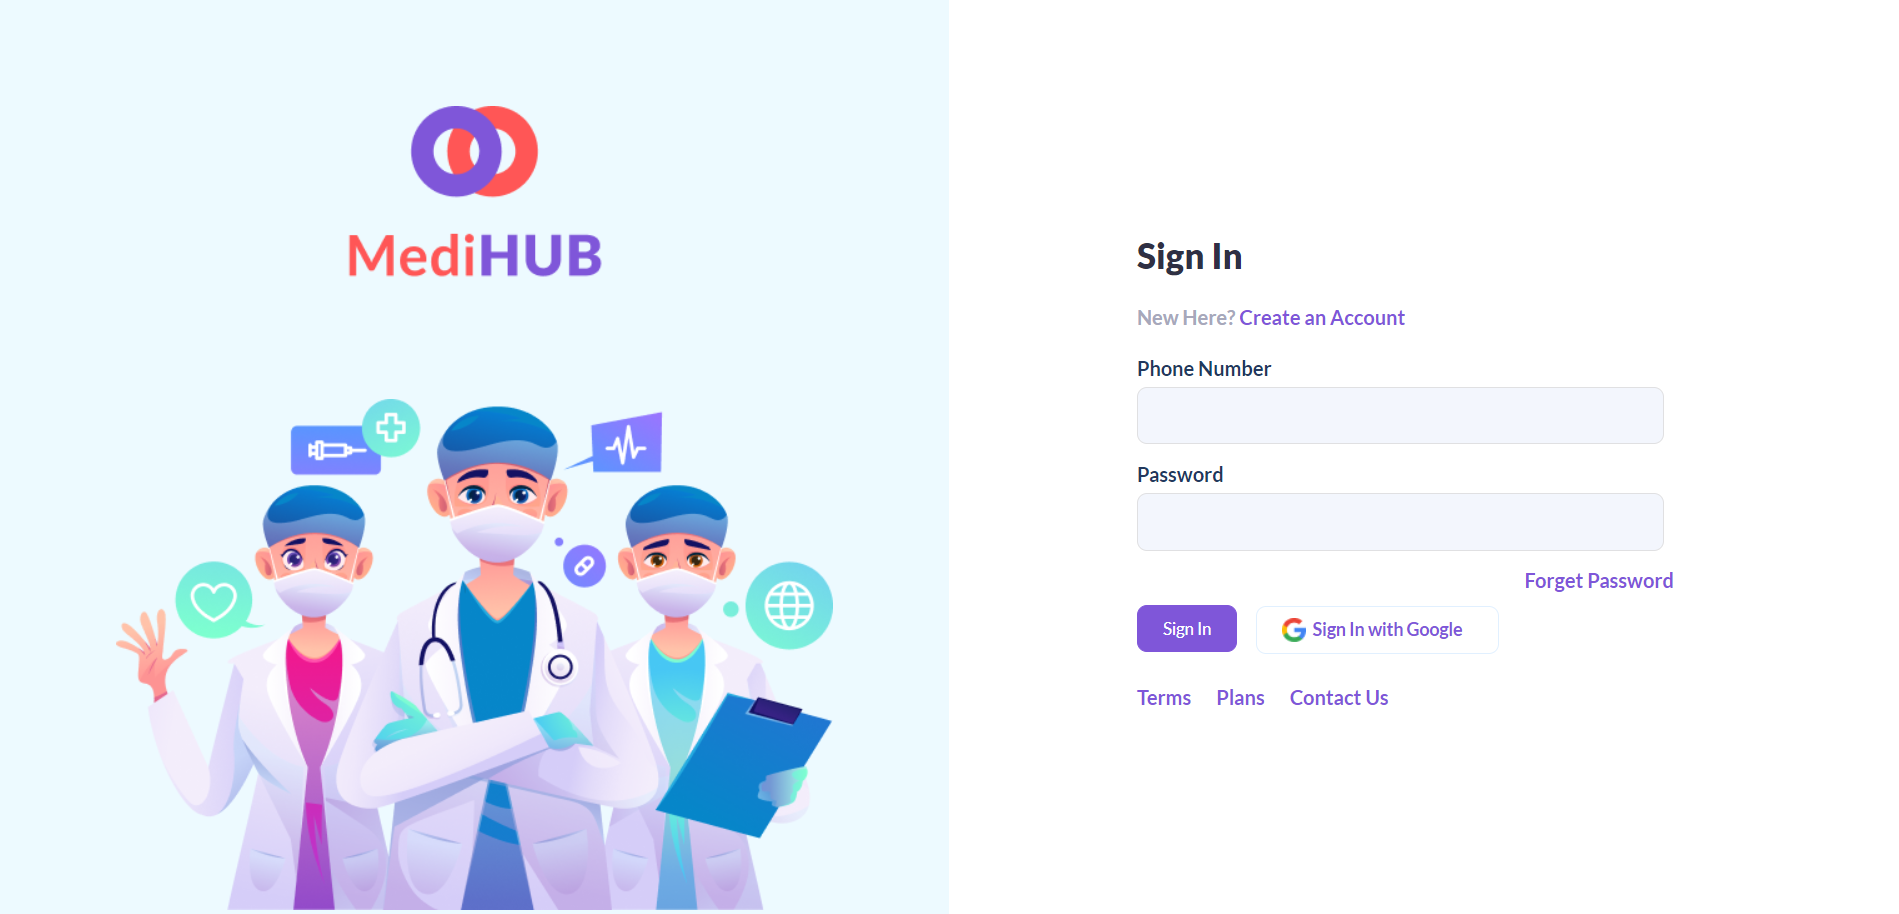 MediHUB
Sign In
New Here? Create an Account
Phone Number
Password
Forget Password
Sign In
Sign In with Google
Terms Plans Contact Us